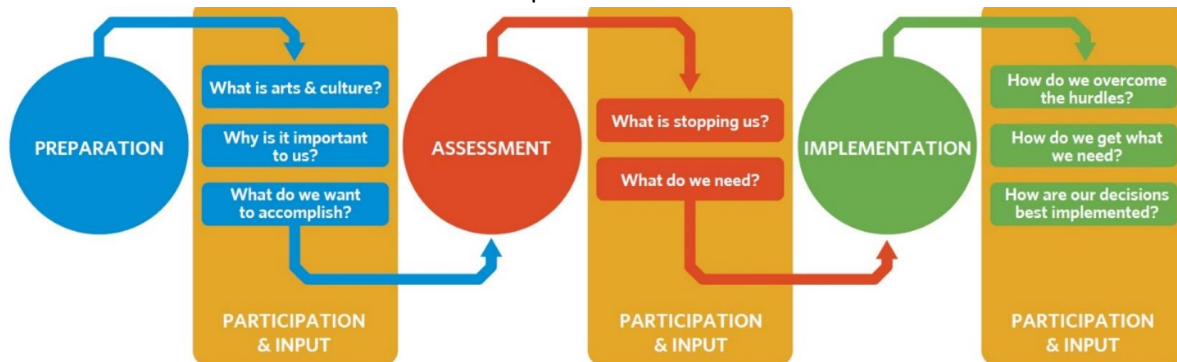 PREPARATION
What is arts & culture?
Why is it important
to us?
What do we want
to accomplish?
PARTICIPATION
& INPUT
ASSESSMENT
What is stopping us?
What do we need?
PARTICIPATION
& INPUT
IMPLEMENTATION
How do we overcome
the hurdles?
How do we get what
we need?
How are our decisions
best implemented?
PARTICIPATION
& INPUT